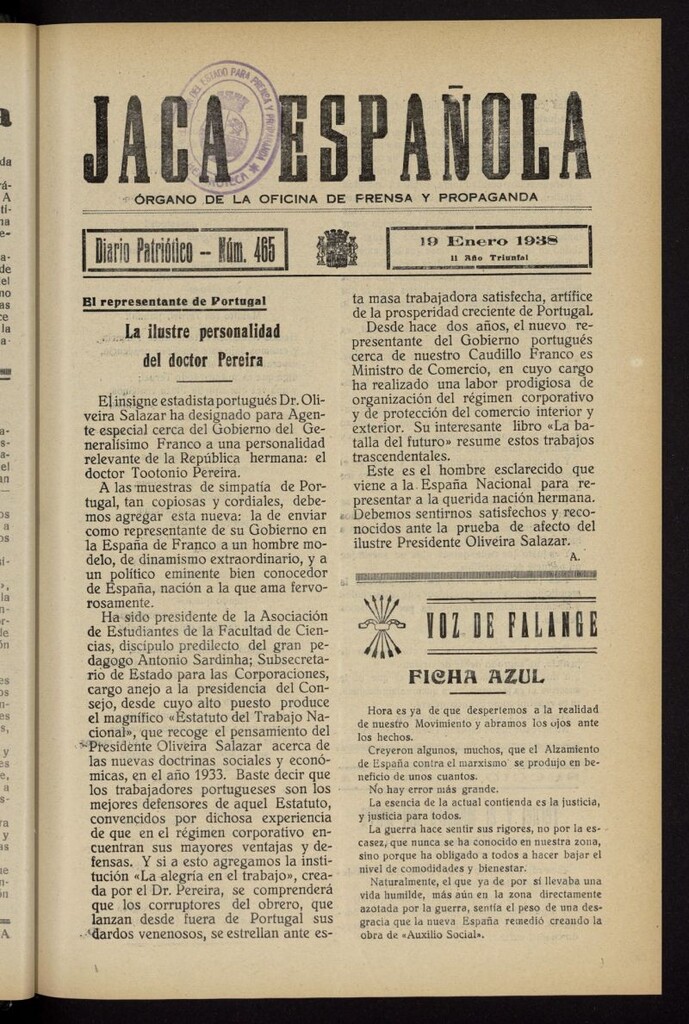 JACA ESPAÑOLA
ÓRGANO DE LA OFICINA DE PRENSA Y PROPAGANDA
Diario Patriótico — Núm. 465
19 Enero 1938
II Año Triunfal
El representante de Portugal
La ilustre personalidad
del doctor Pereira
El insigne estadista portugués Dr. Oli-
veira Salazar ha designado para Agen-
te especial cerca del Gobierno del Ge-
neralísimo Franco a una personalidad
relevante de la República hermana: el
doctor Tootonio Pereira.
A las muestras de simpatía de Por-
tugal, tan copiosas y cordiales, debe-
mos agregar esta nueva: la de enviar
como representante de su Gobierno en
la España de Franco a un hombre mo-
delo, de dinamismo extraordinario, y a
un político eminente bien conocedor
de España, nación a la que ama fervo-
rosamente.
Ha sido presidente de la Asociación
de Estudiantes de la Facultad de Cien-
cias, discípulo predilecto del gran pe-
dagogo Antonio Sardinha; Subsecreta-
rio de Estado para las Corporaciones,
cargo anejo a la presidencia del Con-
sejo, desde cuyo alto puesto produce
el magnífico «Estatuto del Trabajo Na-
cional», que recoge el pensamiento del
Presidente Oliveira Salazar acerca de
las nuevas doctrinas sociales y econó-
micas, en el año 1933. Baste decir que
los trabajadores portugueses son los
mejores defensores de aquel Estatuto,
convencidos por dichosa experiencia
de que en el régimen corporativo en-
cuentran sus mayores ventajas y de-
fensas. Y si a esto agregamos la insti-
tución «La alegría en el trabajo», crea-
da por el Dr. Pereira, se comprenderá
que los corruptores del obrero, que
lanzan desde fuera de Portugal sus
dardos venenosos, se estrellan ante es-
ta masa trabajadora satisfecha, artífice
de la prosperidad creciente de Portugal.
Desde hace dos años, el nuevo re-
presentante del Gobierno portugués
cerca de nuestro Caudillo Franco es
Ministro de Comercio, en cuyo cargo
ha realizado una labor prodigiosa de
organización del régimen corporativo
y de protección del comercio interior y
exterior. Su interesante libro «La ba-
talla del futuro» resume estos trabajos
trascendentales.
Este es el hombre esclarecido que
viene a la España Nacional para re-
presentar a la querida nación hermana.
Debemos sentirnos satisfechos y reco-
nocidos ante la prueba de afecto del
ilustre Presidente Oliveira Salazar.
A.
VOZ DE FALANGE
FICHA AZUL
Hora es ya de que despertemos a la realidad
de nuestro Movimiento y abramos los ojos ante
los hechos.
Creyeron algunos, muchos, que el Alzamiento
de España contra el marxismo se produjo en be-
neficio de unos cuantos.
No hay error más grande.
La esencia de la actual contienda es la justicia,
y justicia para todos.
La guerra hace sentir sus rigores, no por la es-
casez, que nunca se ha conocido en nuestra zona,
sino porque ha obligado a todos a hacer bajar el
nivel de comodidades y bienestar.
Naturalmente, el que ya de por sí llevaba una
vida humilde, más aún en la zona directamente
azotada por la guerra, sentía el peso de una des-
gracia que la nueva España remedió creando la
obra de «Auxilio Social».